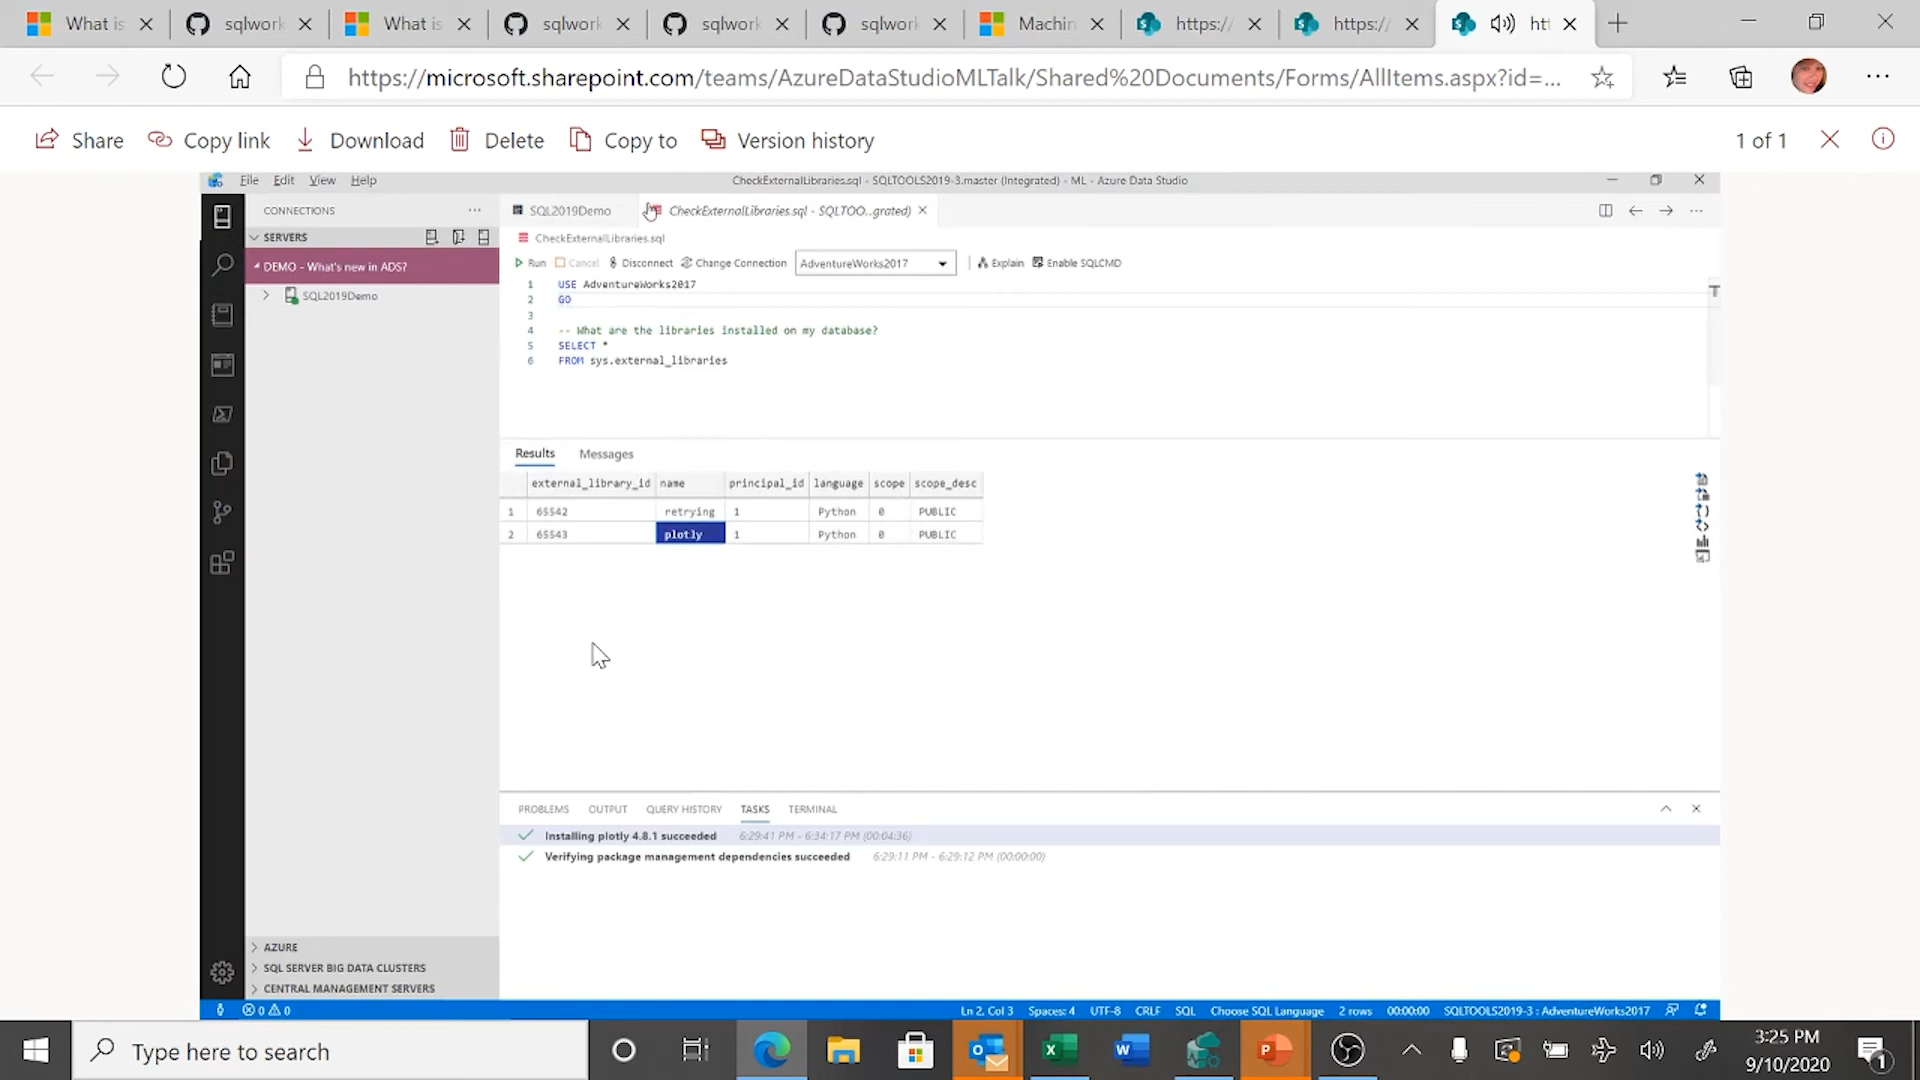 What is
sqlwork
What is
sqlwork
sqlwork
sqlwork
Machin
https://
https://
htt
https://microsoft.sharepoint.com/teams/AzureDataStudioMLTalk/Shared%20Documents/Forms/AllItems.aspx?id=...
Share Copy link Download Delete Copy to Version history 1 of 1
File Edit View Help CheckExternalLibraries.sql - SQLTOOLS2019-3.master (Integrated) - ML - Azure Data Studio
CONNECTIONS
SERVERS
DEMO - What's new in ADS?
SQL2019Demo
SQL2019Demo CheckExternalLibraries.sql - SQLTOO...grated)
CheckExternalLibraries.sql
Run Cancel Disconnect Change Connection AdventureWorks2017 Explain Enable SQLCMD
1 USE AdventureWorks2017
2 GO
3
4 -- What are the libraries installed on my database?
5 SELECT *
6 FROM sys.external_libraries
Results Messages
external_library_id name principal_id language scope scope_desc
1 65542 retrying 1 Python 0 PUBLIC
2 65543 plotly 1 Python 0 PUBLIC
PROBLEMS OUTPUT QUERY HISTORY TASKS TERMINAL
Installing plotly 4.8.1 succeeded 6:29:41 PM - 6:34:17 PM (00:04:36)
Verifying package management dependencies succeeded 6:29:11 PM - 6:29:12 PM (00:00:00)
AZURE
SQL SERVER BIG DATA CLUSTERS
CENTRAL MANAGEMENT SERVERS
0 0 Ln 2, Col 3 Spaces: 4 UTF-8 CRLF SQL Choose SQL Language 2 rows 00:00:00 SQLTOOLS2019-3 : AdventureWorks2017
Type here to search
3:25 PM
9/10/2020
1